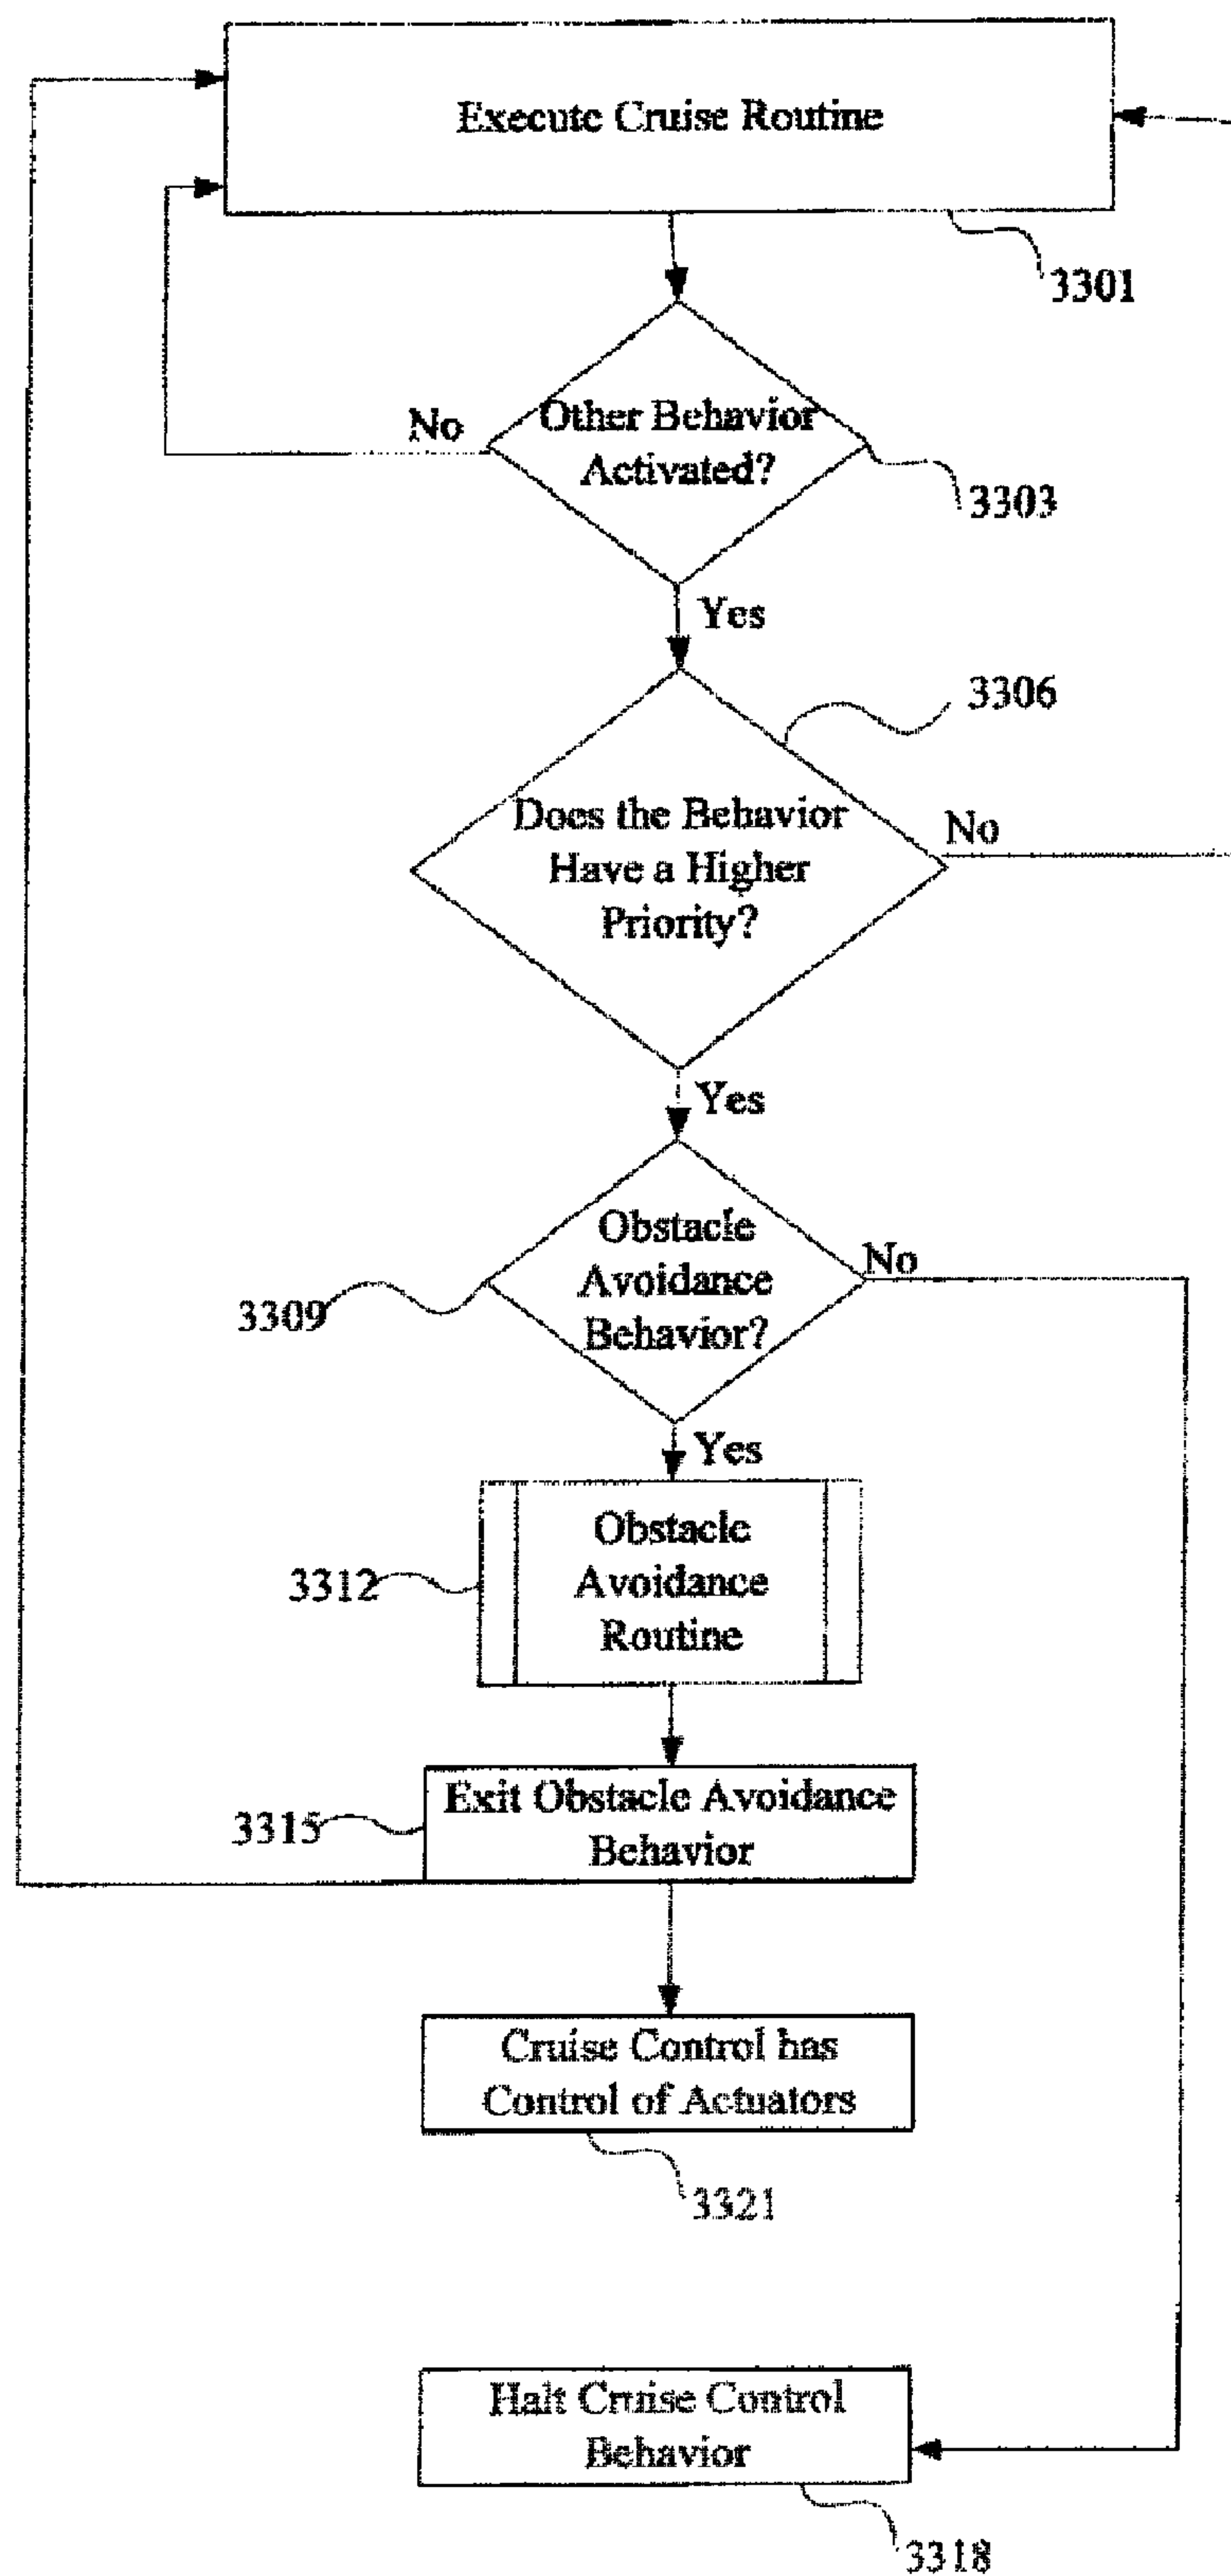 Execute Cruise Routine
3301
No
Other Behavior
Activated?
3303
Yes
3306
Does the Behavior
Have a Higher
Priority?
No
Yes
Obstacle
Avoidance
Behavior?
No
3309
Yes
Obstacle
Avoidance
Routine
3312
Exit Obstacle Avoidance
Behavior
3315
Cruise Control has
Control of Actuators
3321
Halt Cruise Control
Behavior
3318